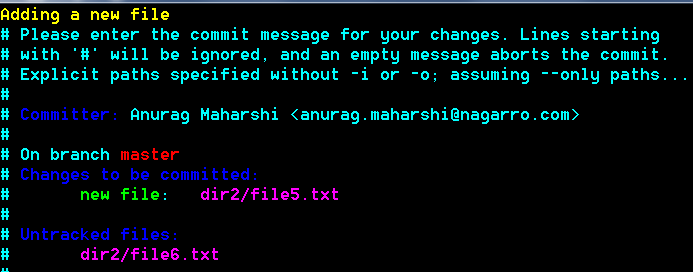 Adding a new file
# Please enter the commit message for your changes. Lines starting
# with '#' will be ignored, and an empty message aborts the commit.
# Explicit paths specified without -i or -o; assuming --only paths...
#
# Committer: Anurag Maharshi <anurag.maharshi@nagarro.com>
#
# On branch master
# Changes to be committed:
#       new file:   dir2/file5.txt
#
# Untracked files:
#       dir2/file6.txt